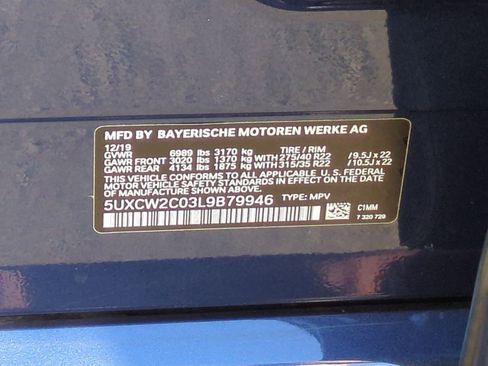 MFD BY BAYERISCHE MOTOREN WERKE AG
12/19 TIRE / RIM
GVWR 6989 lbs 3170 kg
GAWR FRONT 3020 lbs 1370 kg WITH 275/40 R22 / 9.5J x 22
GAWR REAR 4134 lbs 1875 kg WITH 315/35 R22 / 10.5J x 22
THIS VEHICLE CONFORMS TO ALL APPLICABLE U. S. FEDERAL
MOTOR VEHICLE SAFETY STANDARDS IN EFFECT ON THE DATE
OF MANUFACTURE SHOWN ABOVE.
5UXCW2C03L9B79946 TYPE: MPV
C1MM
7 320 729